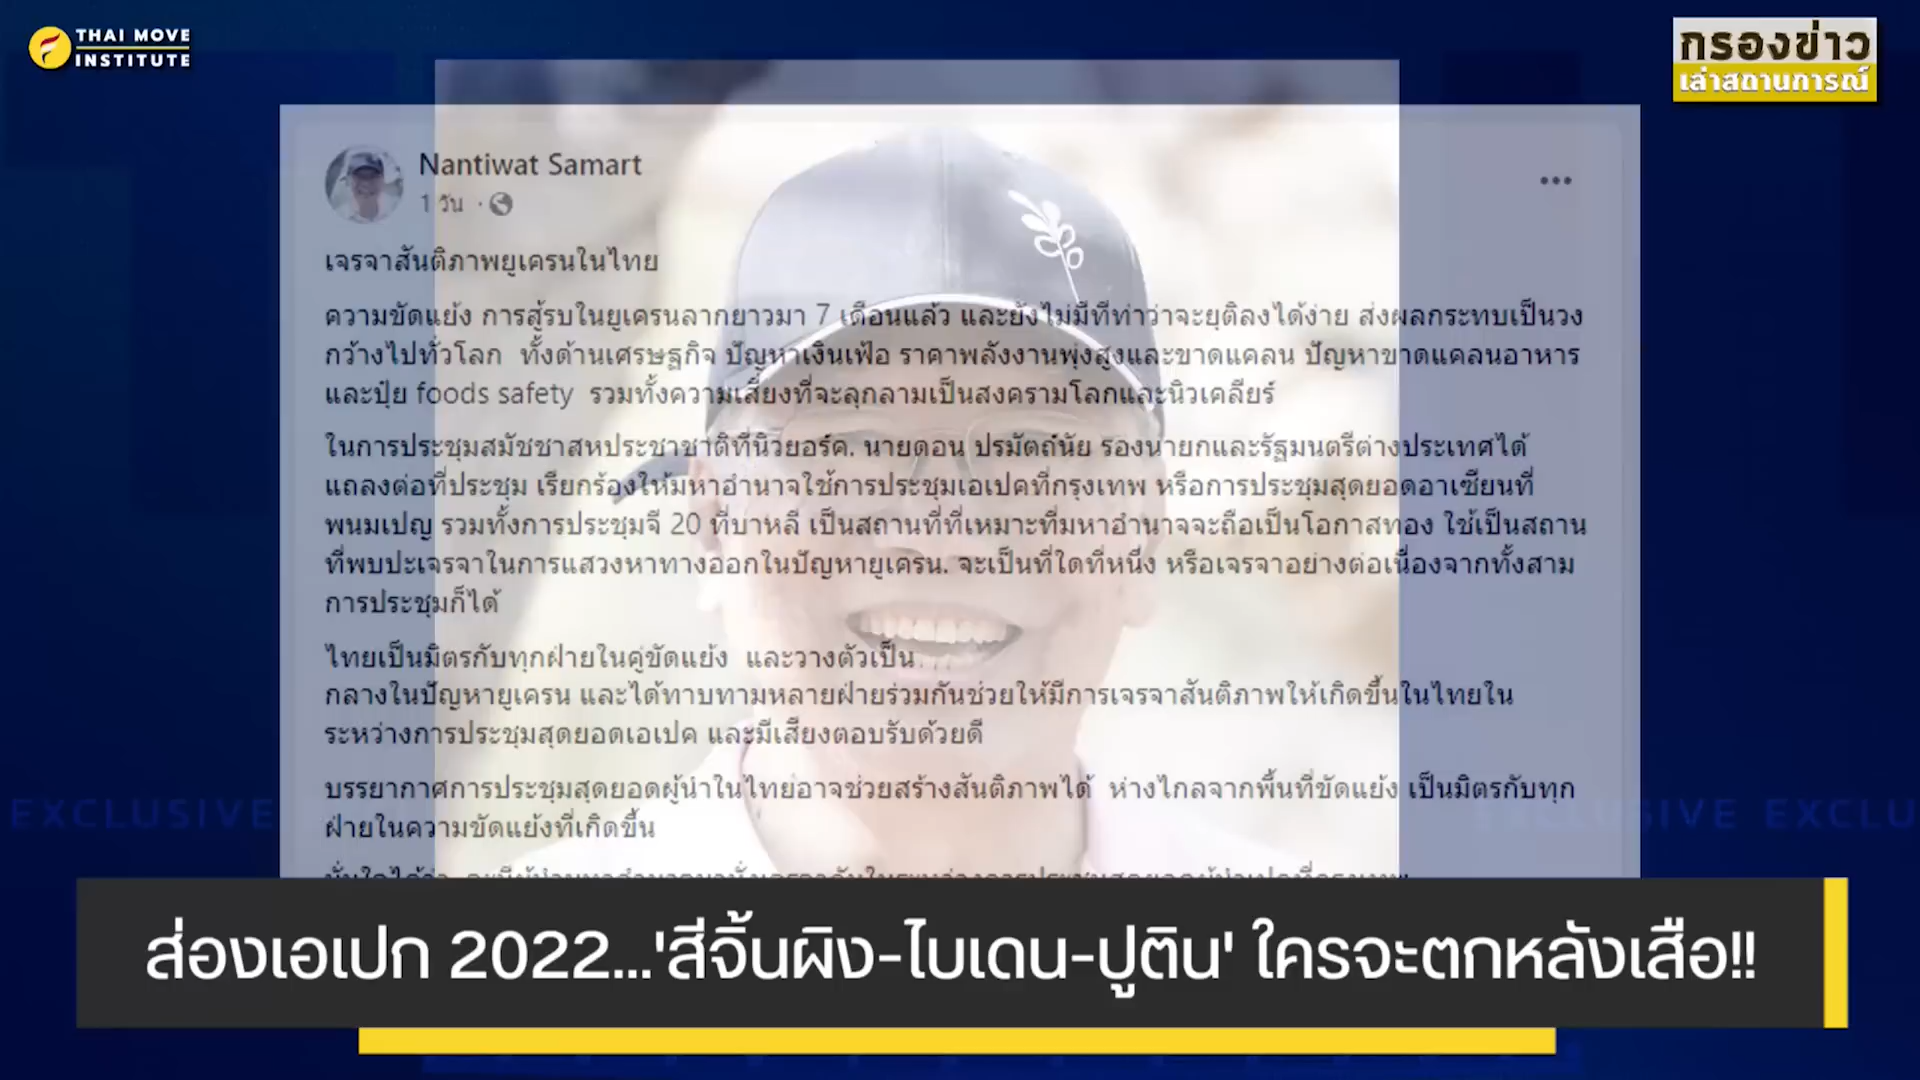 THAI MOVE
INSTITUTE
กรองข่าว
เล่าสถานการณ์
Nantiwat Samart
1 วัน ·
เจรจาสันติภาพยูเครนในไทย
ความขัดแย้ง การสู้รบในยูเครนลากยาวมา 7 เดือนแล้ว และยังไม่มีทีท่าว่าจะยุติลงได้ง่าย ส่งผลกระทบเป็นวง
กว้างไปทั่วโลก ทั้งด้านเศรษฐกิจ ปัญหาเงินเฟ้อ ราคาพลังงานพุ่งสูงและขาดแคลน ปัญหาขาดแคลนอาหาร
และปุ๋ย foods safety รวมทั้งความเสี่ยงที่จะลุกลามเป็นสงครามโลกและนิวเคลียร์
ในการประชุมสมัชชาสหประชาชาติที่นิวยอร์ค. นายดอน ปรมัตถ์นัย รองนายกและรัฐมนตรีต่างประเทศได้
แถลงต่อที่ประชุม เรียกร้องให้มหาอำนาจใช้การประชุมเอเปคที่กรุงเทพ หรือการประชุมสุดยอดอาเซียนที่
พนมเปญ รวมทั้งการประชุมจี 20 ที่บาหลี เป็นสถานที่ที่เหมาะที่มหาอำนาจจะถือเป็นโอกาสทอง ใช้เป็นสถาน
ที่พบปะเจรจาในการแสวงหาทางออกในปัญหายูเครน. จะเป็นที่ใดที่หนึ่ง หรือเจรจาอย่างต่อเนื่องจากทั้งสาม
การประชุมก็ได้
ไทยเป็นมิตรกับทุกฝ่ายในคู่ขัดแย้ง และวางตัวเป็น
กลางในปัญหายูเครน และได้ทาบทามหลายฝ่ายร่วมกันช่วยให้มีการเจรจาสันติภาพให้เกิดขึ้นในไทยใน
ระหว่างการประชุมสุดยอดเอเปค และมีเสียงตอบรับด้วยดี
บรรยากาศการประชุมสุดยอดผู้นำในไทยอาจช่วยสร้างสันติภาพได้ ห่างไกลจากพื้นที่ขัดแย้ง เป็นมิตรกับทุก
ฝ่ายในความขัดแย้งที่เกิดขึ้น
EXCLUSIVE
ส่องเอเปก 2022...'สีจิ้นผิง-ไบเดน-ปูติน' ใครจะตกหลังเสือ!!